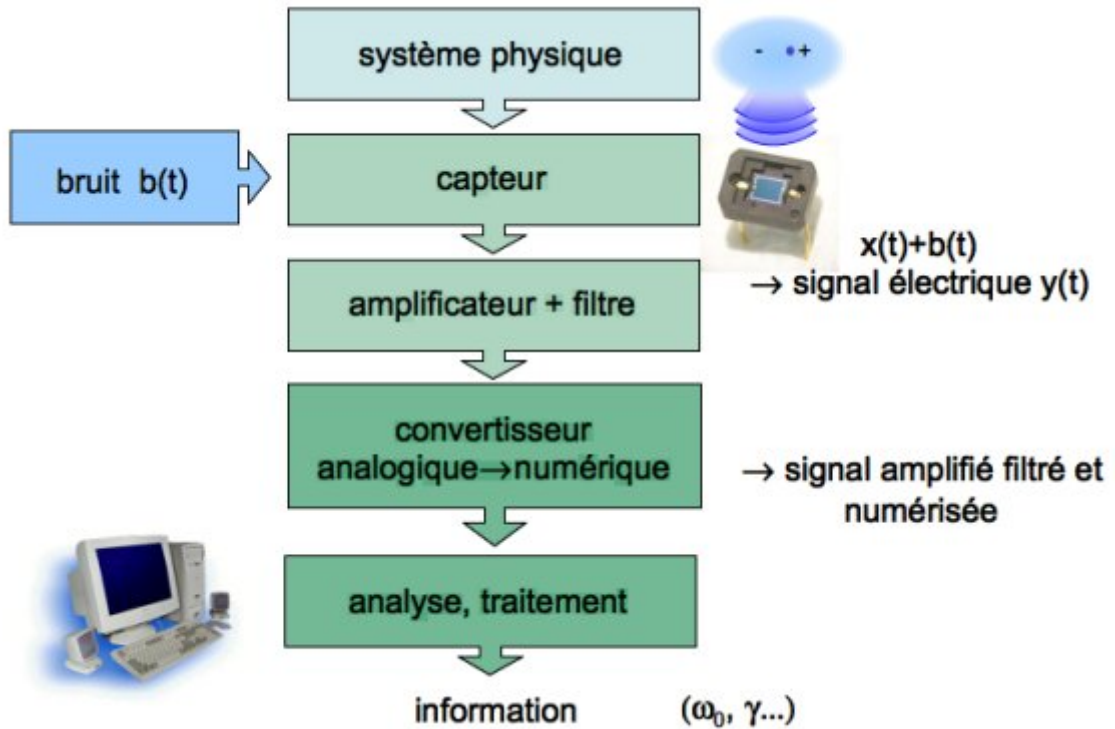 système physique
- •+
bruit b(t)
capteur
x(t)+b(t)
→ signal électrique y(t)
amplificateur + filtre
convertisseur
analogique→numérique
→ signal amplifié filtré et
numérisée
analyse, traitement
information (ω₀, γ...)